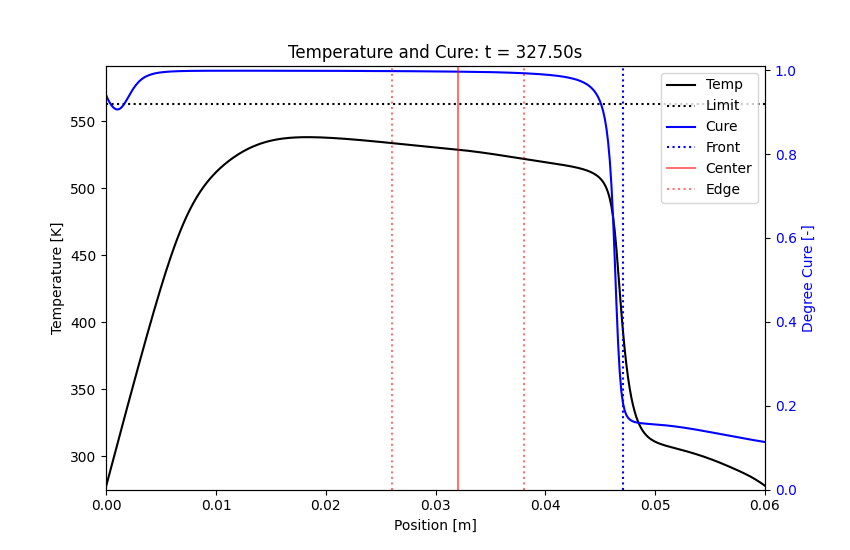 Temperature and Cure: t = 327.50s
Temperature [K]
550
500
450
400
350
300
Temp
Limit
Cure
Front
Center
Edge
1.0
0.8
0.6
0.4
0.2
0.0
Degree Cure [-]
0.00 0.01 0.02 0.03 0.04 0.05 0.06
Position [m]